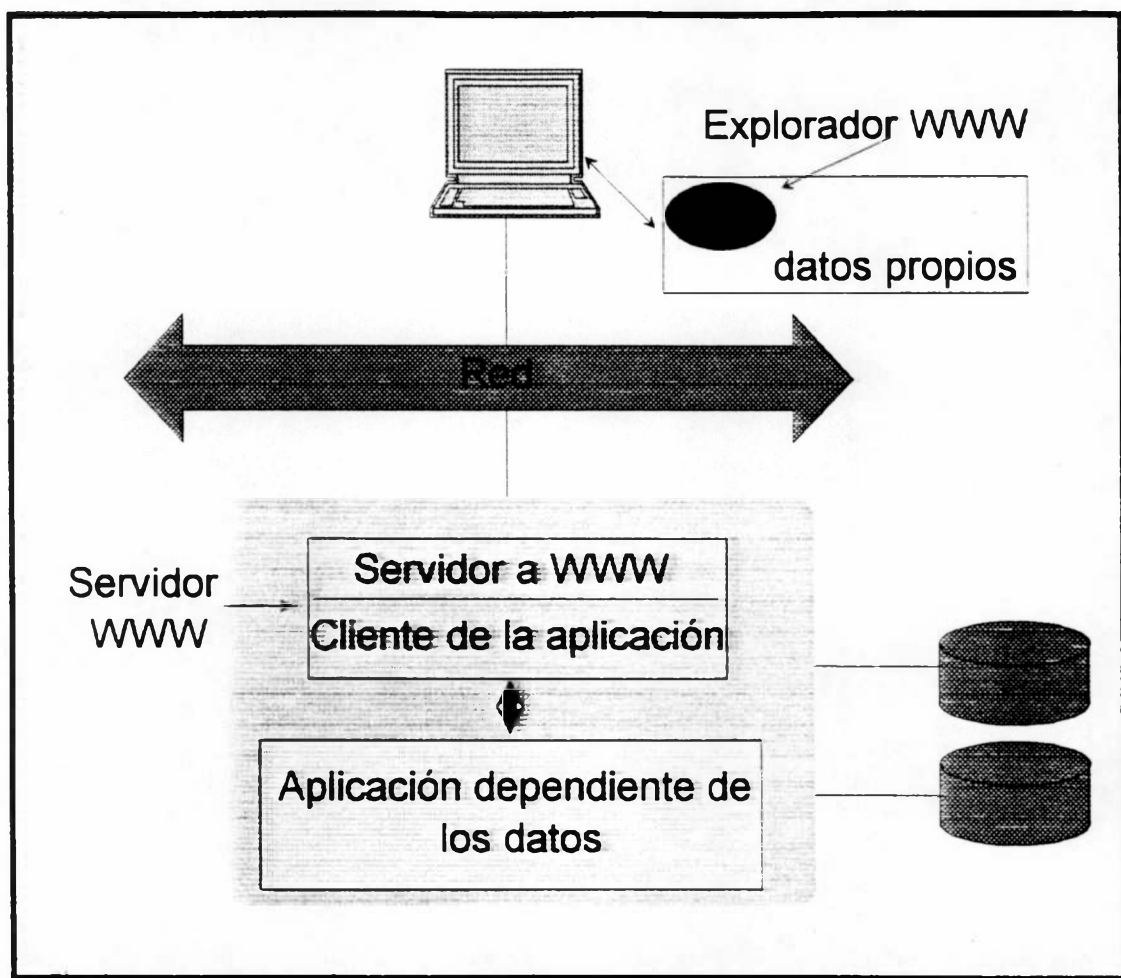 Explorador WWW
datos propios
Red
Servidor a WWW
Servidor
WWW
Cliente de la aplicación
Aplicación dependiente de
los datos